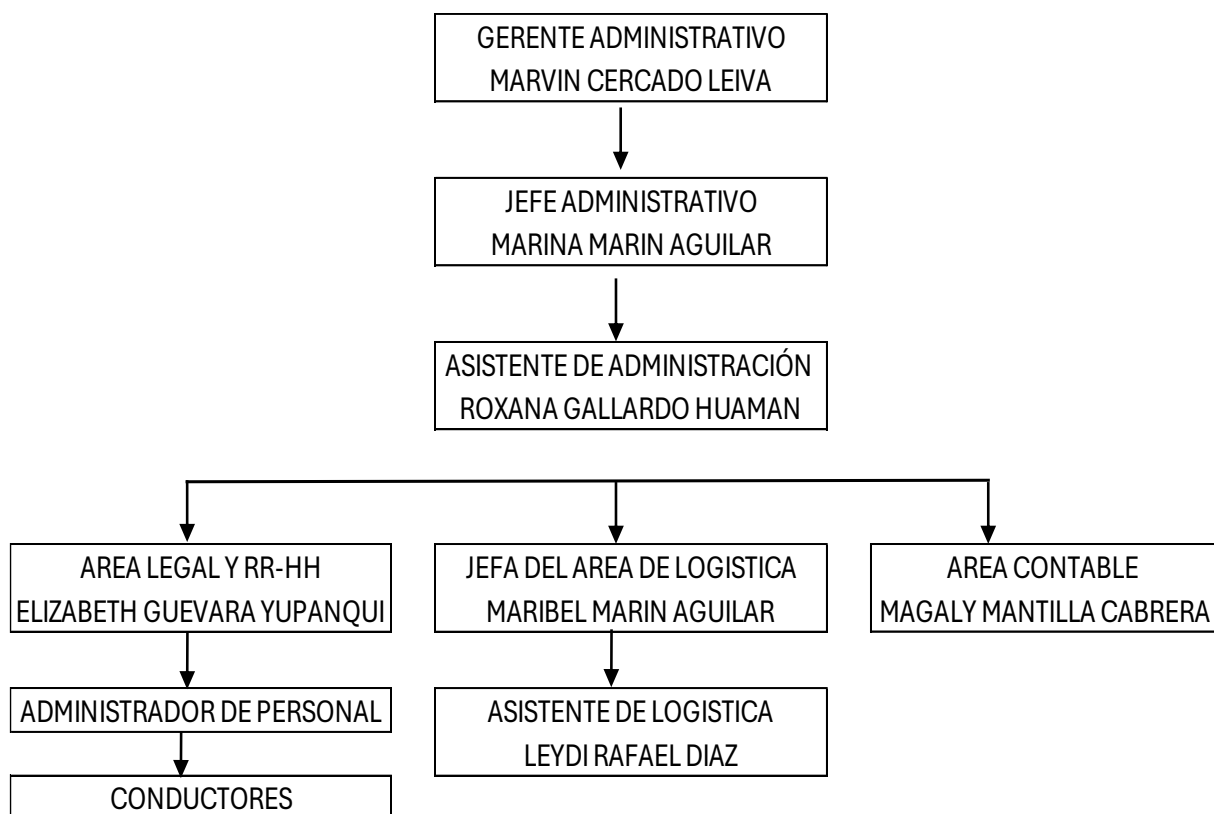 GERENTE ADMINISTRATIVO
MARVIN CERCADO LEIVA
JEFE ADMINISTRATIVO
MARINA MARIN AGUILAR
ASISTENTE DE ADMINISTRACIÓN
ROXANA GALLARDO HUAMAN
AREA LEGAL Y RR-HH
ELIZABETH GUEVARA YUPANQUI
JEFA DEL AREA DE LOGISTICA
MARIBEL MARIN AGUILAR
AREA CONTABLE
MAGALY MANTILLA CABRERA
ADMINISTRADOR DE PERSONAL
ASISTENTE DE LOGISTICA
LEYDI RAFAEL DIAZ
CONDUCTORES